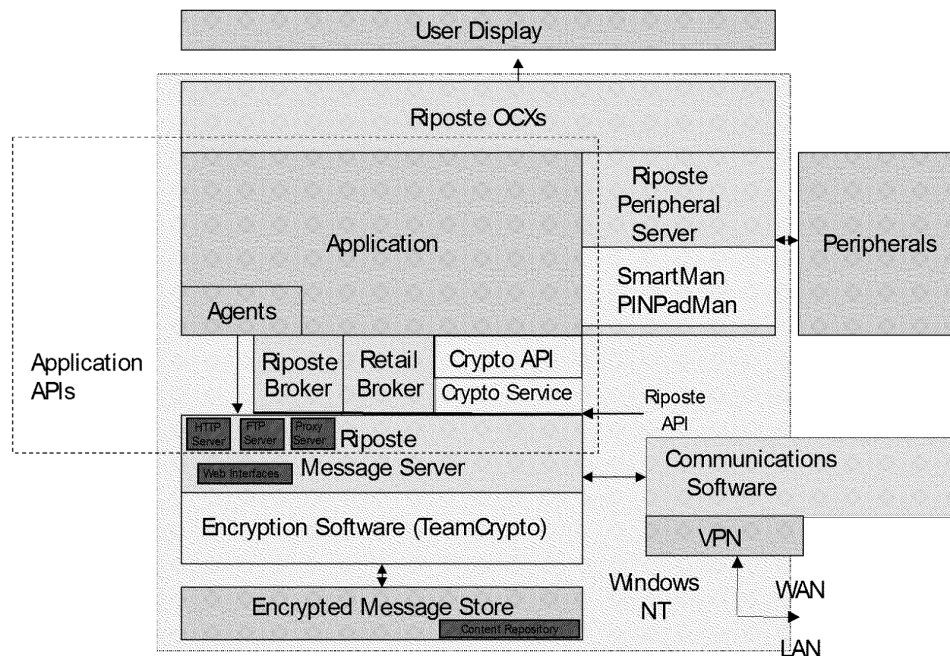 User Display
Riposte OCXs
Application
Riposte
Peripheral
Server
Peripherals
SmartMan
PINPadMan
Agents
Application
APIs
Riposte
Broker
Retail
Broker
Crypto API
Crypto Service
Riposte
API
HTTP
Server
FTP
Server
Proxy
Server
Riposte
Message Server
Web Interfaces
Communications
Software
Encryption Software (TeamCrypto)
VPN
Windows
NT
WAN
LAN
Encrypted Message Store
Content Repository